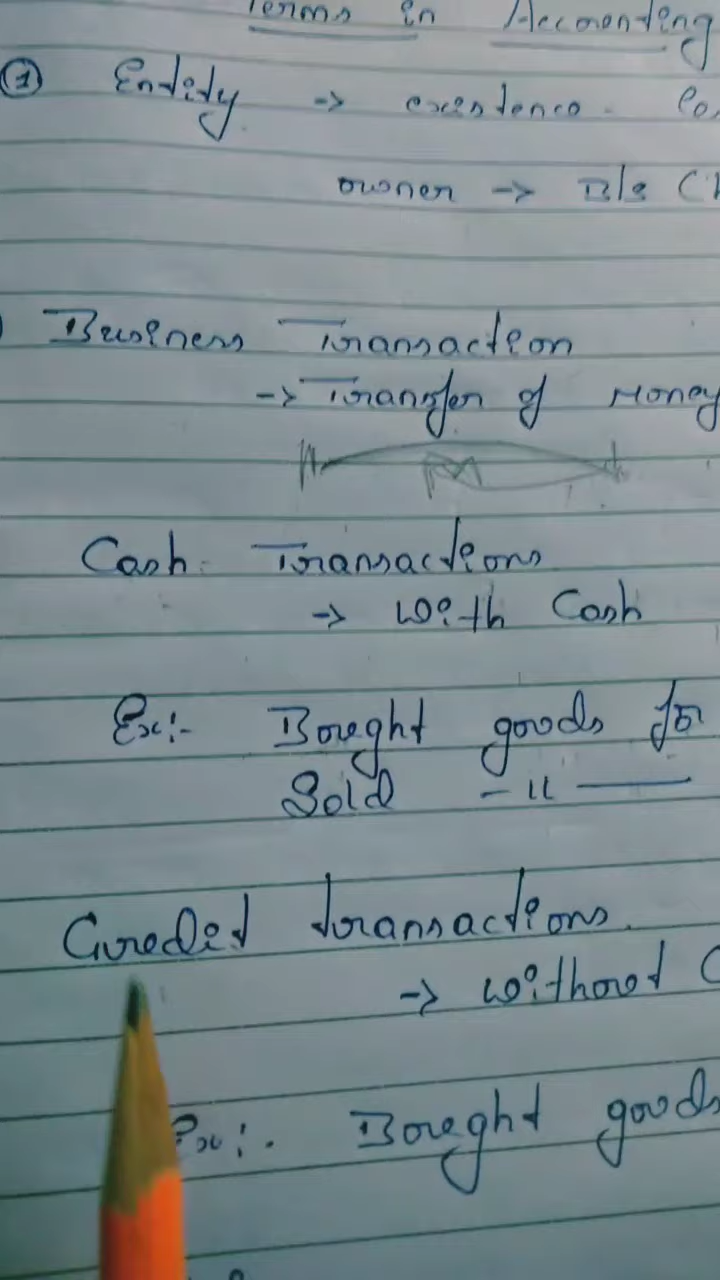 Terms in Accounting
① Entity → existence.
owner → B/s
Business Transaction
→ Transfer of Money
Cash Transactions
→ With Cash
Ex:- Bought goods for
Sold -11-
Credit transactions.
→ without
Ex:- Bought goods